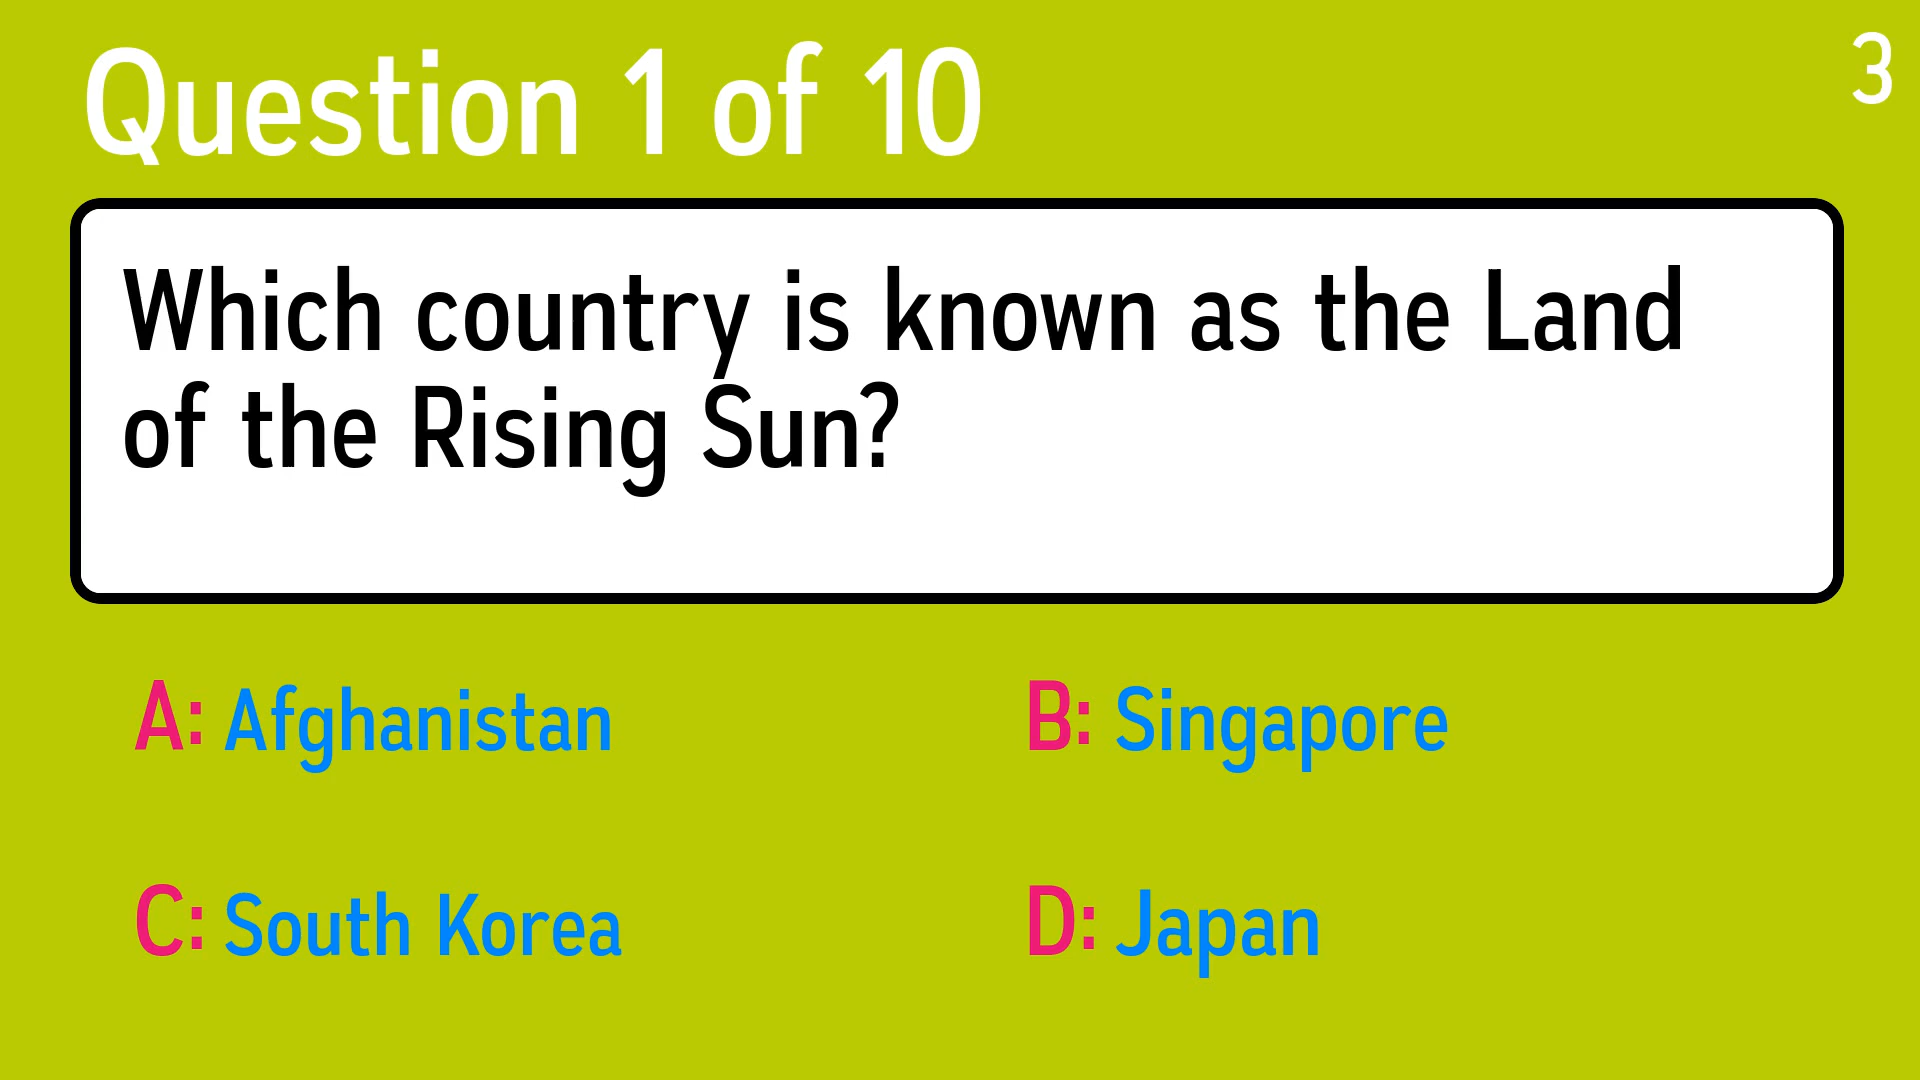 Question 1 of 10
3
Which country is known as the Land
of the Rising Sun?
A: Afghanistan
B: Singapore
C: South Korea
D: Japan